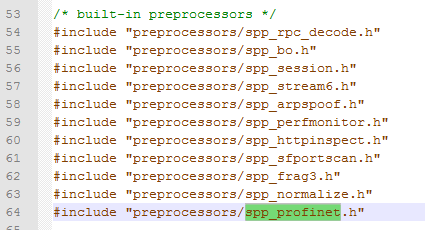 53 /* built-in preprocessors */
54 #include "preprocessors/spp_rpc_decode.h"
55 #include "preprocessors/spp_bo.h"
56 #include "preprocessors/spp_session.h"
57 #include "preprocessors/spp_stream6.h"
58 #include "preprocessors/spp_arpspoof.h"
59 #include "preprocessors/spp_perfmonitor.h"
60 #include "preprocessors/spp_httpinspect.h"
61 #include "preprocessors/spp_sfportscan.h"
62 #include "preprocessors/spp_frag3.h"
63 #include "preprocessors/spp_normalize.h"
64 #include "preprocessors/spp_profinet.h"
65